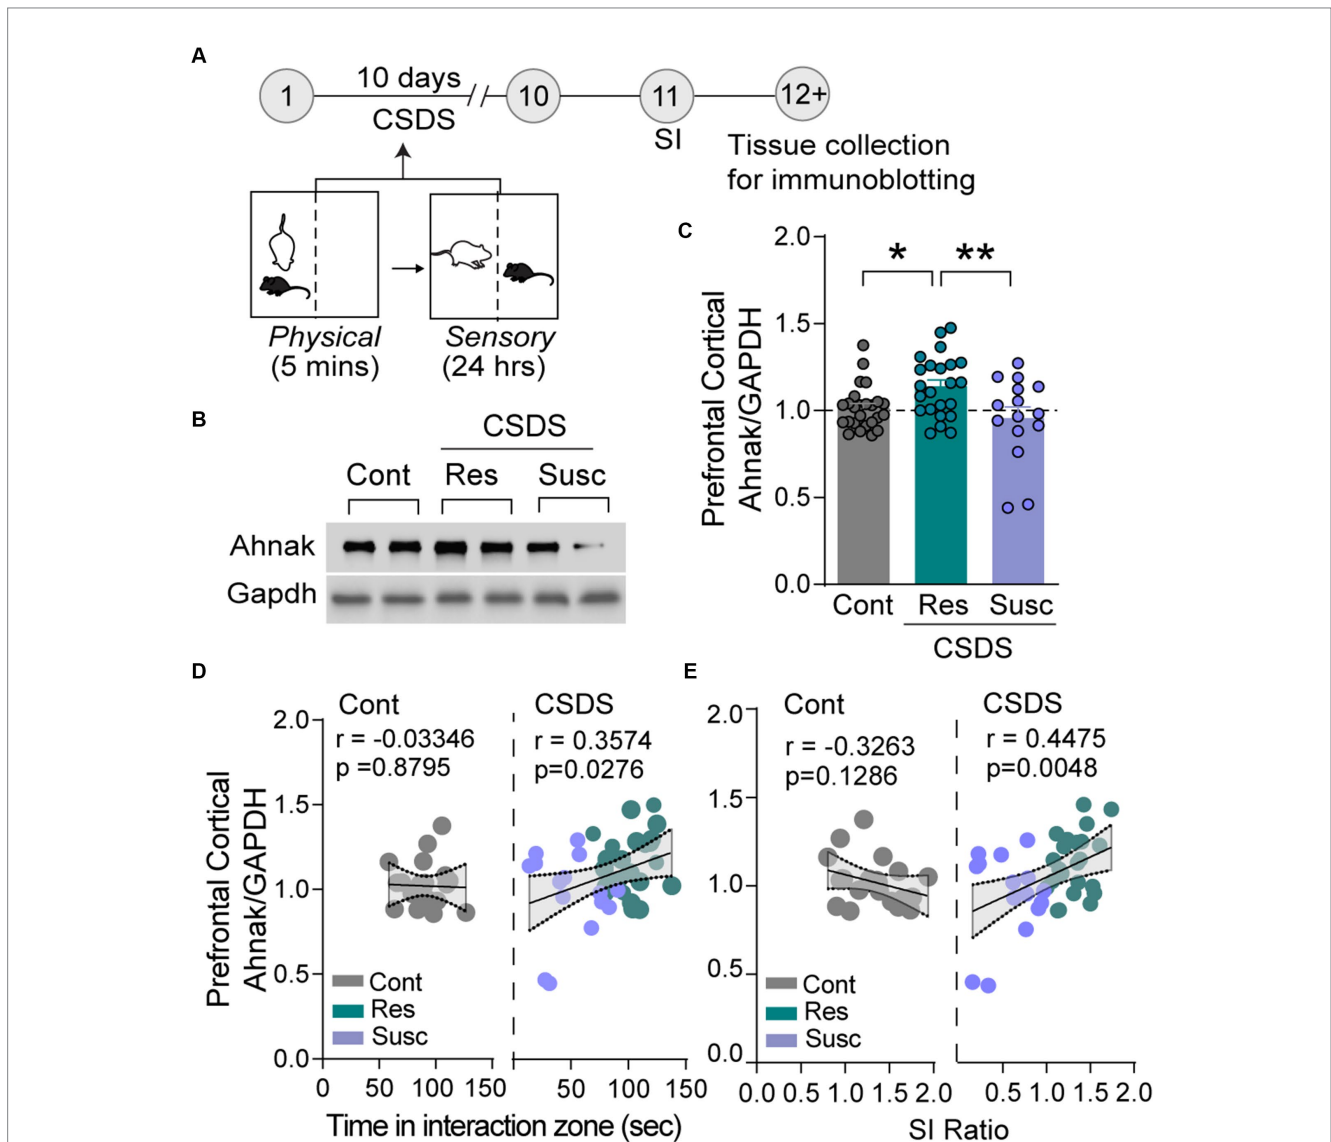 A
1
10 days
CSDS
10
11
SI
12+
Tissue collection
for immunoblotting
Physical
(5 mins)
Sensory
(24 hrs)
B
CSDS
Cont
Res
Susc
Ahnak
Gapdh
C
Prefrontal Cortical
Ahnak/GAPDH
2.0
1.5
1.0
0.5
0.0
*
**
Cont
Res
Susc
CSDS
D
Prefrontal Cortical
Ahnak/GAPDH
2.0
1.5
1.0
0.5
0.0
Cont
r = -0.03346
p =0.8795
CSDS
r = 0.3574
p=0.0276
Cont
Res
Susc
0 50 100 150
50 100 150
Time in interaction zone (sec)
E
2.0
1.5
1.0
0.5
0.0
Cont
r = -0.3263
p=0.1286
CSDS
r = 0.4475
p=0.0048
Cont
Res
Susc
0.0 0.5 1.0 1.5 2.0
0.5 1.0 1.5 2.0
SI Ratio